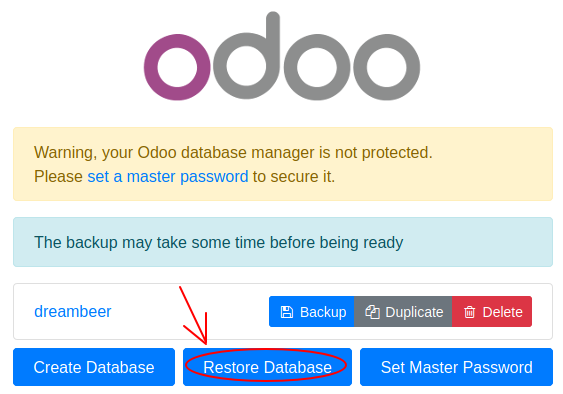 odoo
Warning, your Odoo database manager is not protected.
Please set a master password to secure it.
The backup may take some time before being ready
dreambeer Backup Duplicate Delete
Create Database Restore Database Set Master Password